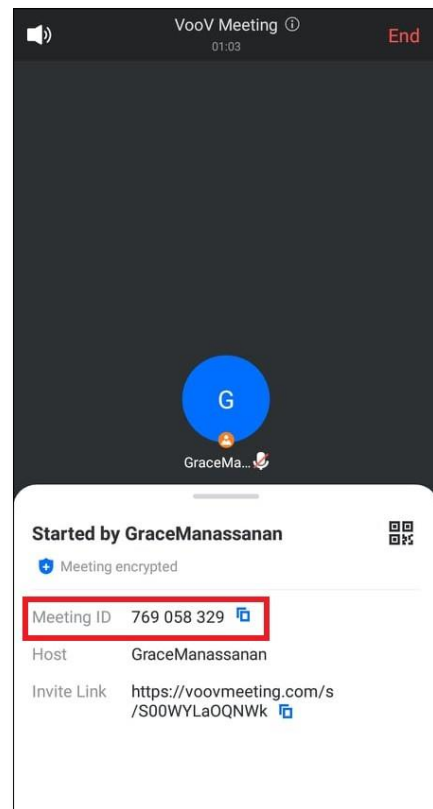 VooV Meeting
01:03
End
G
GraceMa...
Started by GraceManassanan
Meeting encrypted
Meeting ID 769 058 329
Host GraceManassanan
Invite Link https://voovmeeting.com/s
/S00WYLaOQNWk